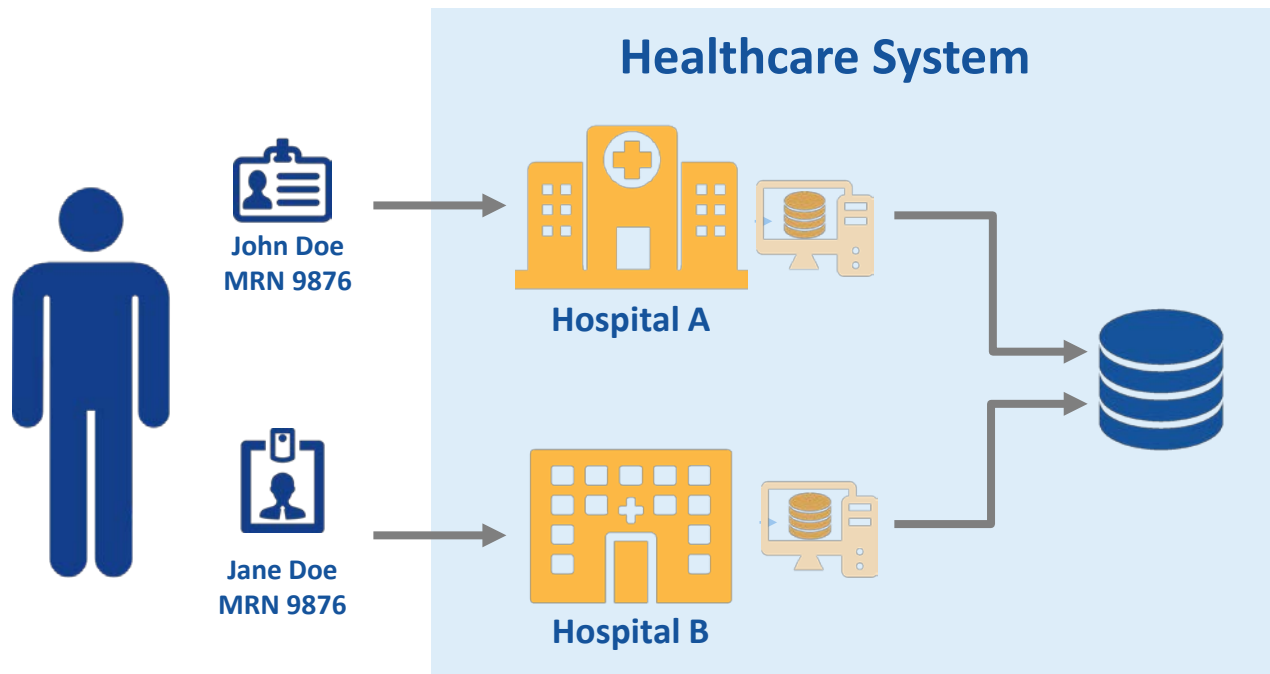 Healthcare System
John Doe
MRN 9876
Hospital A
Jane Doe
MRN 9876
Hospital B